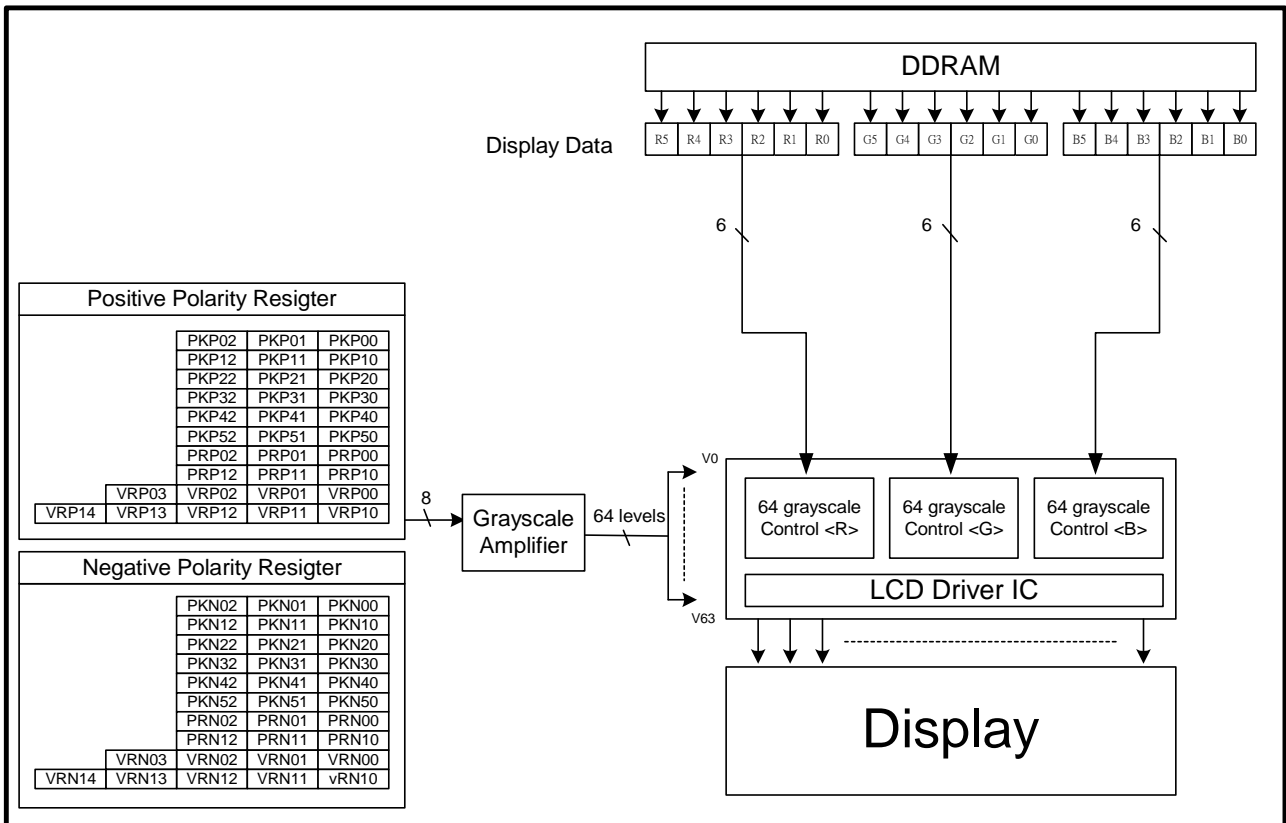 DDRAM
Display Data
R5 R4 R3 R2 R1 R0 G5 G4 G3 G2 G1 G0 B5 B4 B3 B2 B1 B0
6 6 6
Positive Polarity Resigter
PKP02 PKP01 PKP00
PKP12 PKP11 PKP10
PKP22 PKP21 PKP20
PKP32 PKP31 PKP30
PKP42 PKP41 PKP40
PKP52 PKP51 PKP50
PRP02 PRP01 PRP00
PRP12 PRP11 PRP10
VRP03 VRP02 VRP01 VRP00
VRP14 VRP13 VRP12 VRP11 VRP10
8
Grayscale
Amplifier
64 levels
V0
V63
64 grayscale
Control <R>
64 grayscale
Control <G>
64 grayscale
Control <B>
LCD Driver IC
Negative Polarity Resigter
PKN02 PKN01 PKN00
PKN12 PKN11 PKN10
PKN22 PKN21 PKN20
PKN32 PKN31 PKN30
PKN42 PKN41 PKN40
PKN52 PKN51 PKN50
PRN02 PRN01 PRN00
PRN12 PRN11 PRN10
VRN03 VRN02 VRN01 VRN00
VRN14 VRN13 VRN12 VRN11 vRN10
Display